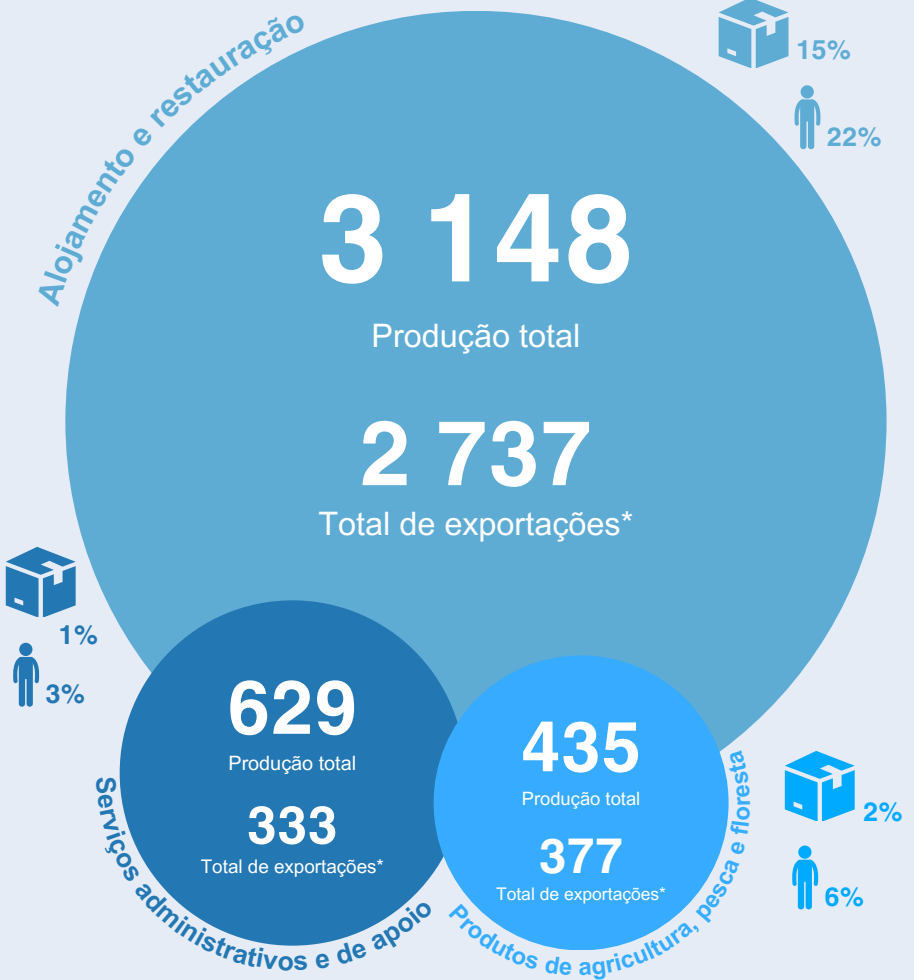 Alojamento e restauração
15%
22%
3 148
Produção total
2 737
Total de exportações*
1%
3%
629
Produção total
333
Total de exportações*
Serviços administrativos e de apoio
435
Produção total
377
Total de exportações*
Produtos de agricultura, pesca e floresta
2%
6%